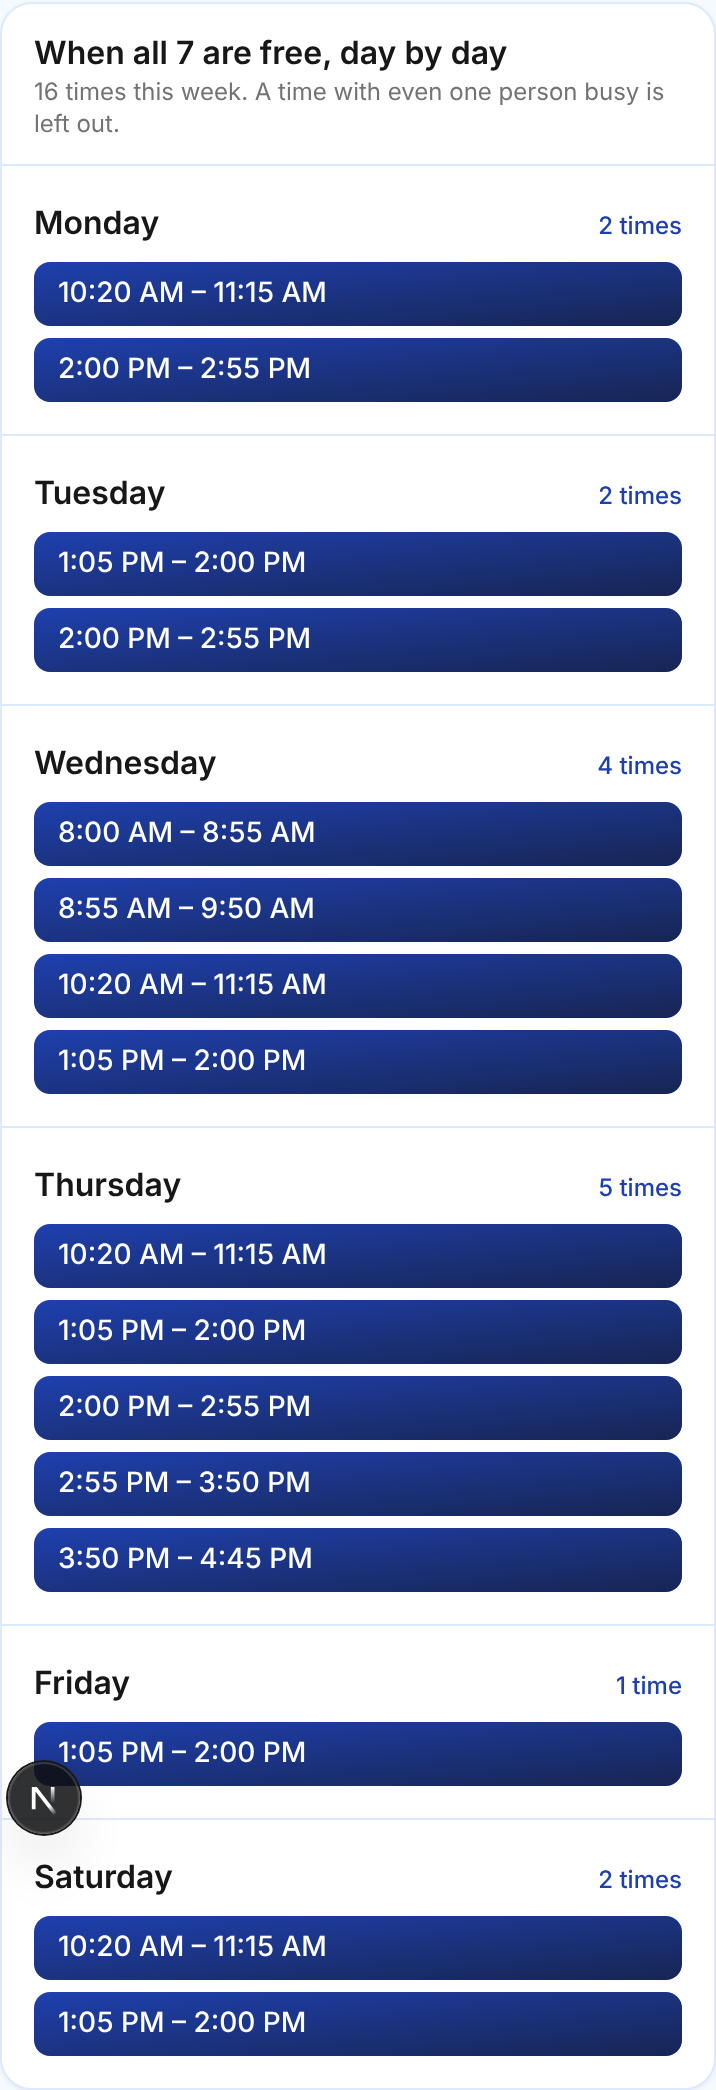 When all 7 are free, day by day
16 times this week. A time with even one person busy is
left out.
Monday
2 times
10:20 AM – 11:15 AM
2:00 PM – 2:55 PM
Tuesday
2 times
1:05 PM – 2:00 PM
2:00 PM – 2:55 PM
Wednesday
4 times
8:00 AM – 8:55 AM
8:55 AM – 9:50 AM
10:20 AM – 11:15 AM
1:05 PM – 2:00 PM
Thursday
5 times
10:20 AM – 11:15 AM
1:05 PM – 2:00 PM
2:00 PM – 2:55 PM
2:55 PM – 3:50 PM
3:50 PM – 4:45 PM
Friday
1 time
1:05 PM – 2:00 PM
N
Saturday
2 times
10:20 AM – 11:15 AM
1:05 PM – 2:00 PM